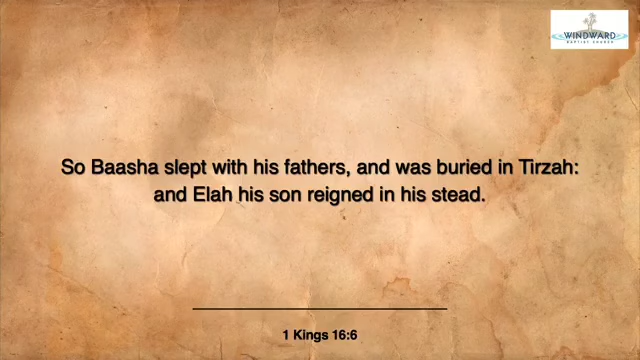 WINDWARD
BAPTIST CHURCH
So Baasha slept with his fathers, and was buried in Tirzah:
and Elah his son reigned in his stead.
1 Kings 16:6